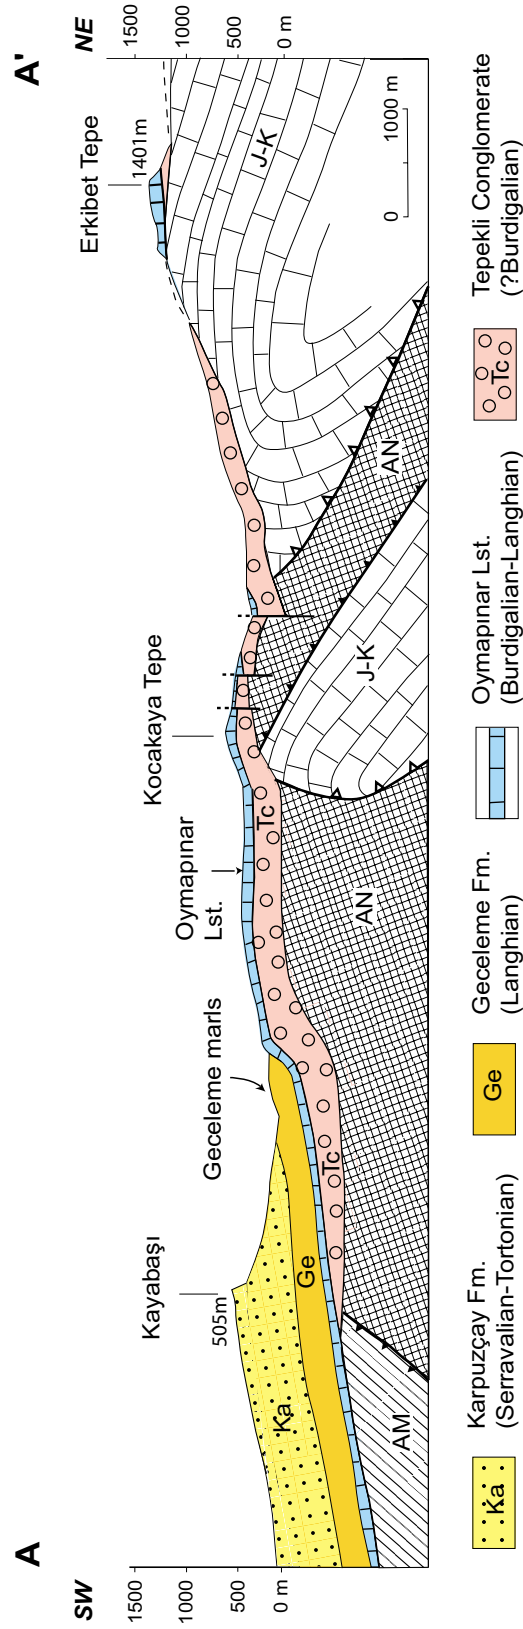 A
A'
SW
NE
1500
1000
500
0 m
1500
1000
500
0 m
Kayabaşı
505m
Geceleme marls
Oymapınar
Lst.
Kocakaya Tepe
Erkibet Tepe
1401m
Ka
Ge
Tc
Tc
AM
AN
AN
J-K
J-K
0
1000 m
Ka
Karpuzçay Fm.
(Serravalian-Tortonian)
Ge
Geceleme Fm.
(Langhian)
Oymapınar Lst.
(Burdigalian-Langhian)
Tc
Tepekli Conglomerate
(?Burdigalian)